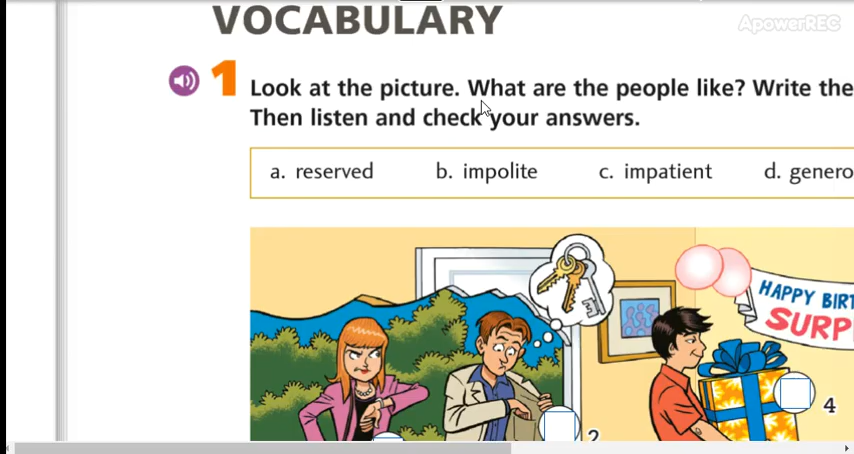 VOCABULARY
ApowerREC
1
Look at the picture. What are the people like? Write the
Then listen and check your answers.
a. reserved b. impolite c. impatient d. genero
HAPPY BIRT
SURP
4
2